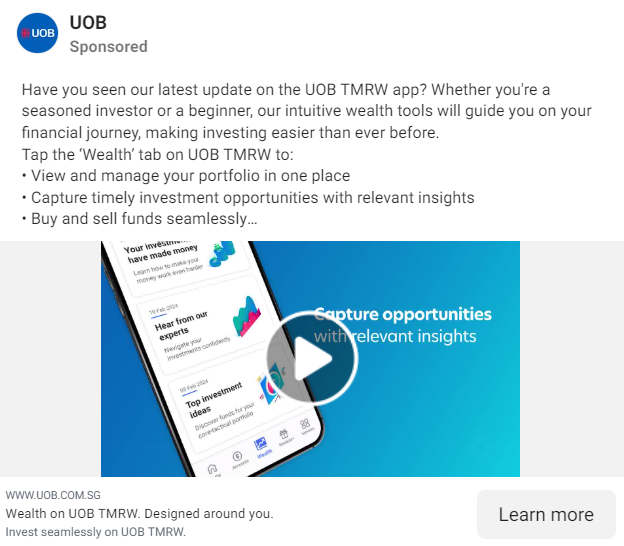 UOB
UOB
Sponsored
Have you seen our latest update on the UOB TMRW app? Whether you're a
seasoned investor or a beginner, our intuitive wealth tools will guide you on your
financial journey, making investing easier than ever before.
Tap the ‘Wealth’ tab on UOB TMRW to:
• View and manage your portfolio in one place
• Capture timely investment opportunities with relevant insights
• Buy and sell funds seamlessly…
Your investments
have made money
Learn how to make your
money work even harder
19 Feb 2024
Hear from our
experts
Navigate your
investments confidently
05 Feb 2024
Top investment
ideas
Discover funds for your
core-tactical portfolio
Accounts
Wealth
Rewards+
Services
Capture opportunities
with relevant insights
WWW.UOB.COM.SG
Wealth on UOB TMRW. Designed around you.
Invest seamlessly on UOB TMRW.
Learn more